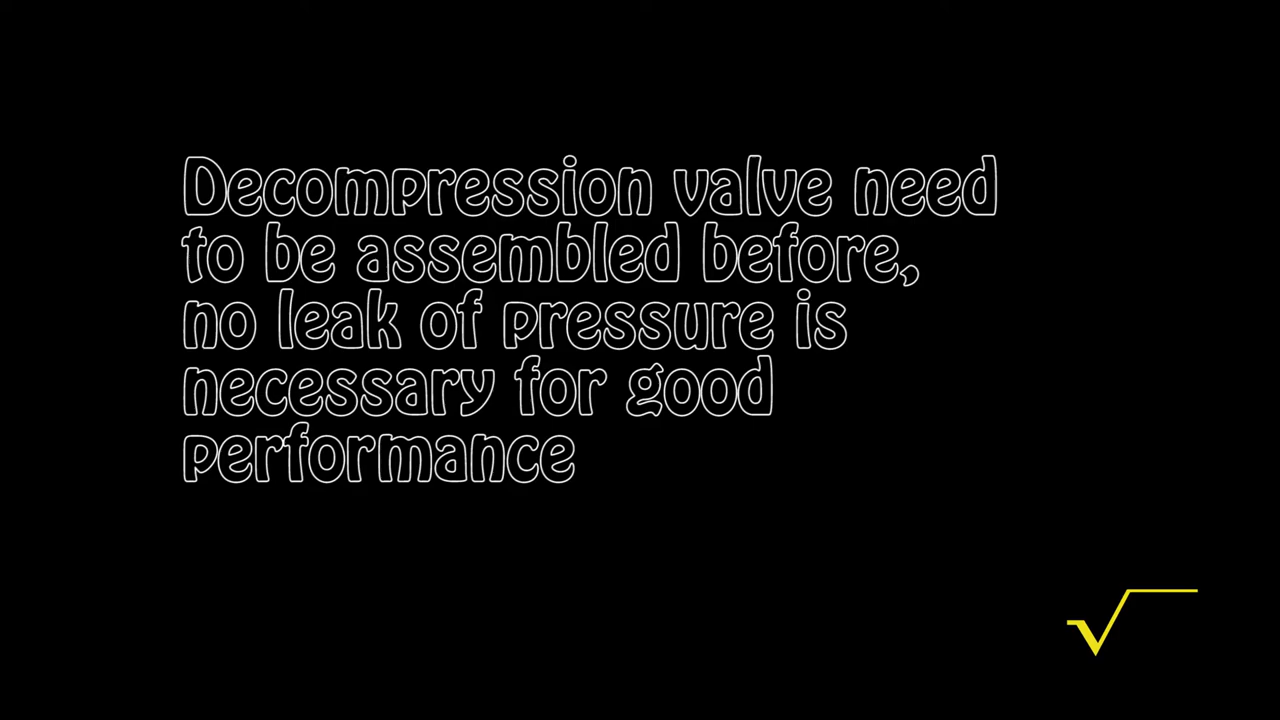 Decompression valve need
to be assembled before,
no leak of pressure is
necessary for good
performance